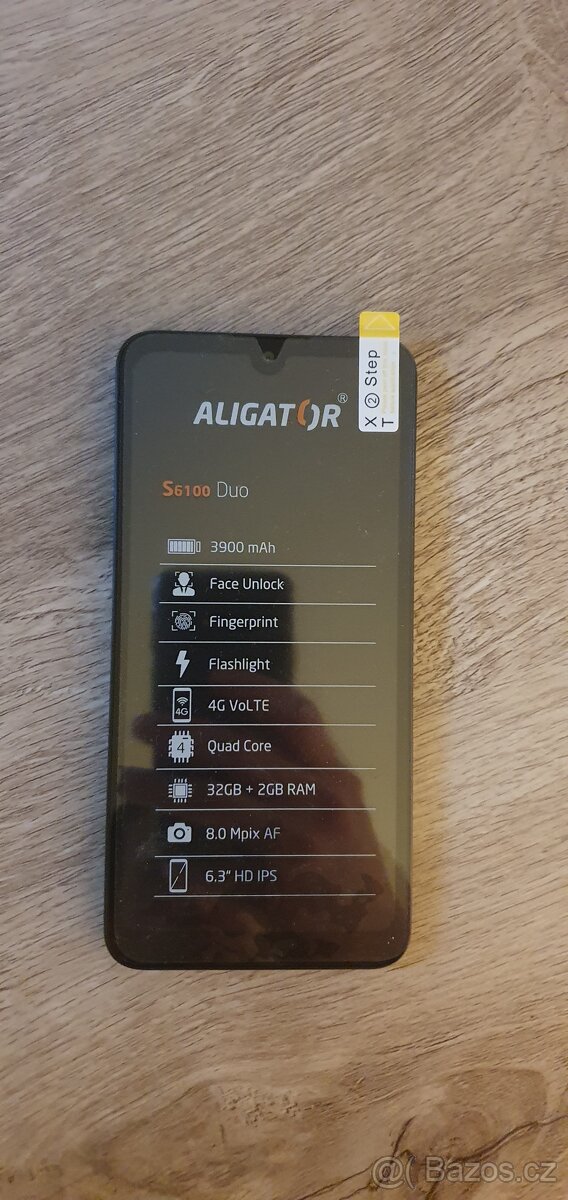 ALIGATOR®
X ② Step
T
S6100 Duo
3900 mAh
Face Unlock
Fingerprint
Flashlight
4G
4G VoLTE
4
Quad Core
32GB + 2GB RAM
8.0 Mpix AF
6.3" HD IPS
@ Bazos.cz